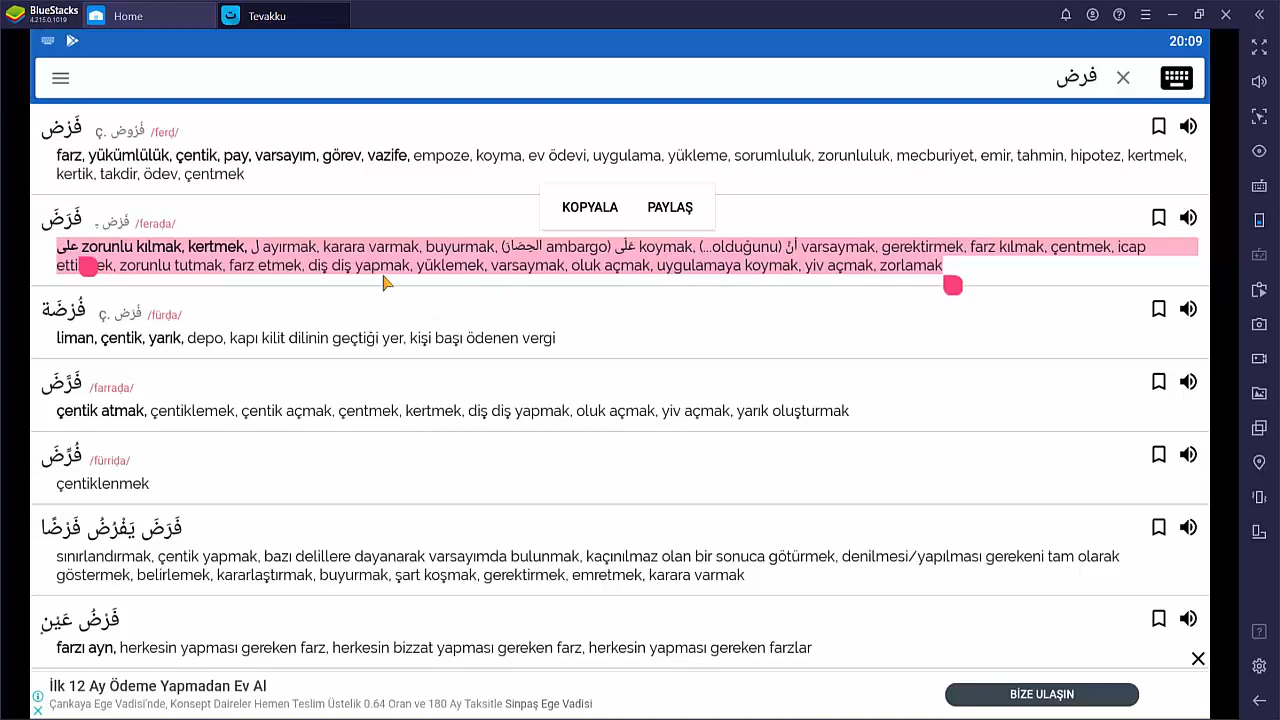 BlueStacks
4.215.0.1019
Home
Tevakku
20:09
فرض
فَرْض ج. فُرُوض /ferḍ/
farz, yükümlülük, çentik, pay, varsayım, görev, vazife, empoze, koyma, ev ödevi, uygulama, yükleme, sorumluluk, zorunluluk, mecburiyet, emir, tahmin, hipotez, kertmek,
kertik, takdir, ödev, çentmek
KOPYALA PAYLAŞ
فَرَضَ /feraḍa/
على zorunlu kılmak, kertmek, ل ayırmak, karara varmak, buyurmak, (الحِصَارَ ambargo) عَلَى koymak, (...olduğunu) أنْ varsaymak, gerektirmek, farz kılmak, çentmek, icap
zorunlu tutmak, farz etmek, diş diş yapmak, yüklemek, varsaymak, oluk açmak, uygulamaya koymak, yiv açmak, zorlamak
فُرْضَة ج. فُرَض /fürḍa/
liman, çentik, yarık, depo, kapı kilit dilinin geçtiği yer, kişi başı ödenen vergi
فَرَّضَ /farraḍa/
çentik atmak, çentiklemek, çentik açmak, çentmek, kertmek, diş diş yapmak, oluk açmak, yiv açmak, yarık oluşturmak
فُرِّضَ /fürriḍa/
çentiklenmek
فَرَضَ يَفْرُضُ فَرْضًا
sınırlandırmak, çentik yapmak, bazı delillere dayanarak varsayımda bulunmak, kaçınılmaz olan bir sonuca götürmek, denilmesi/yapılması gerekeni tam olarak
göstermek, belirlemek, kararlaştırmak, buyurmak, şart koşmak, gerektirmek, emretmek, karara varmak
فَرْضُ عَيْنٍ
farzı ayn, herkesin yapması gereken farz, herkesin bizzat yapması gereken farz, herkesin yapması gereken farzlar
İlk 12 Ay Ödeme Yapmadan Ev Al
Çankaya Ege Vadisi'nde, Konsept Daireler Hemen Teslim Üstelik 0.64 Oran ve 180 Ay Taksitle Sinpaş Ege Vadisi
BİZE ULAŞIN